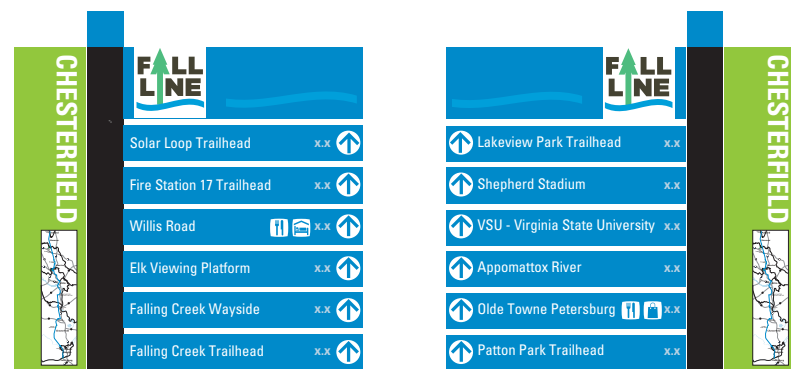 CHESTERFIELD
FALL
LINE
Solar Loop Trailhead x.x
Fire Station 17 Trailhead x.x
Willis Road x.x
Elk Viewing Platform x.x
Falling Creek Wayside x.x
Falling Creek Trailhead x.x
FALL
LINE
Lakeview Park Trailhead x.x
Shepherd Stadium x.x
VSU - Virginia State University x.x
Appomattox River x.x
Olde Towne Petersburg x.x
Patton Park Trailhead x.x
CHESTERFIELD